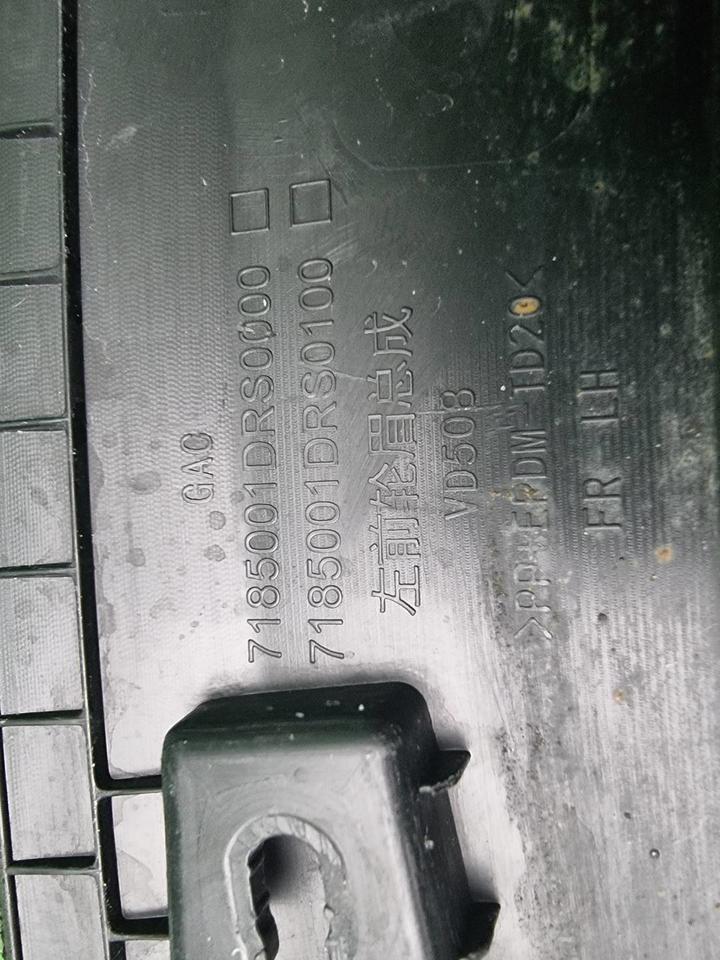 GAC
7185001DRS0000 □
7185001DRS0100 □
左前轮眉总成
VD508
>PP+EPDM-TD20<
FR LH